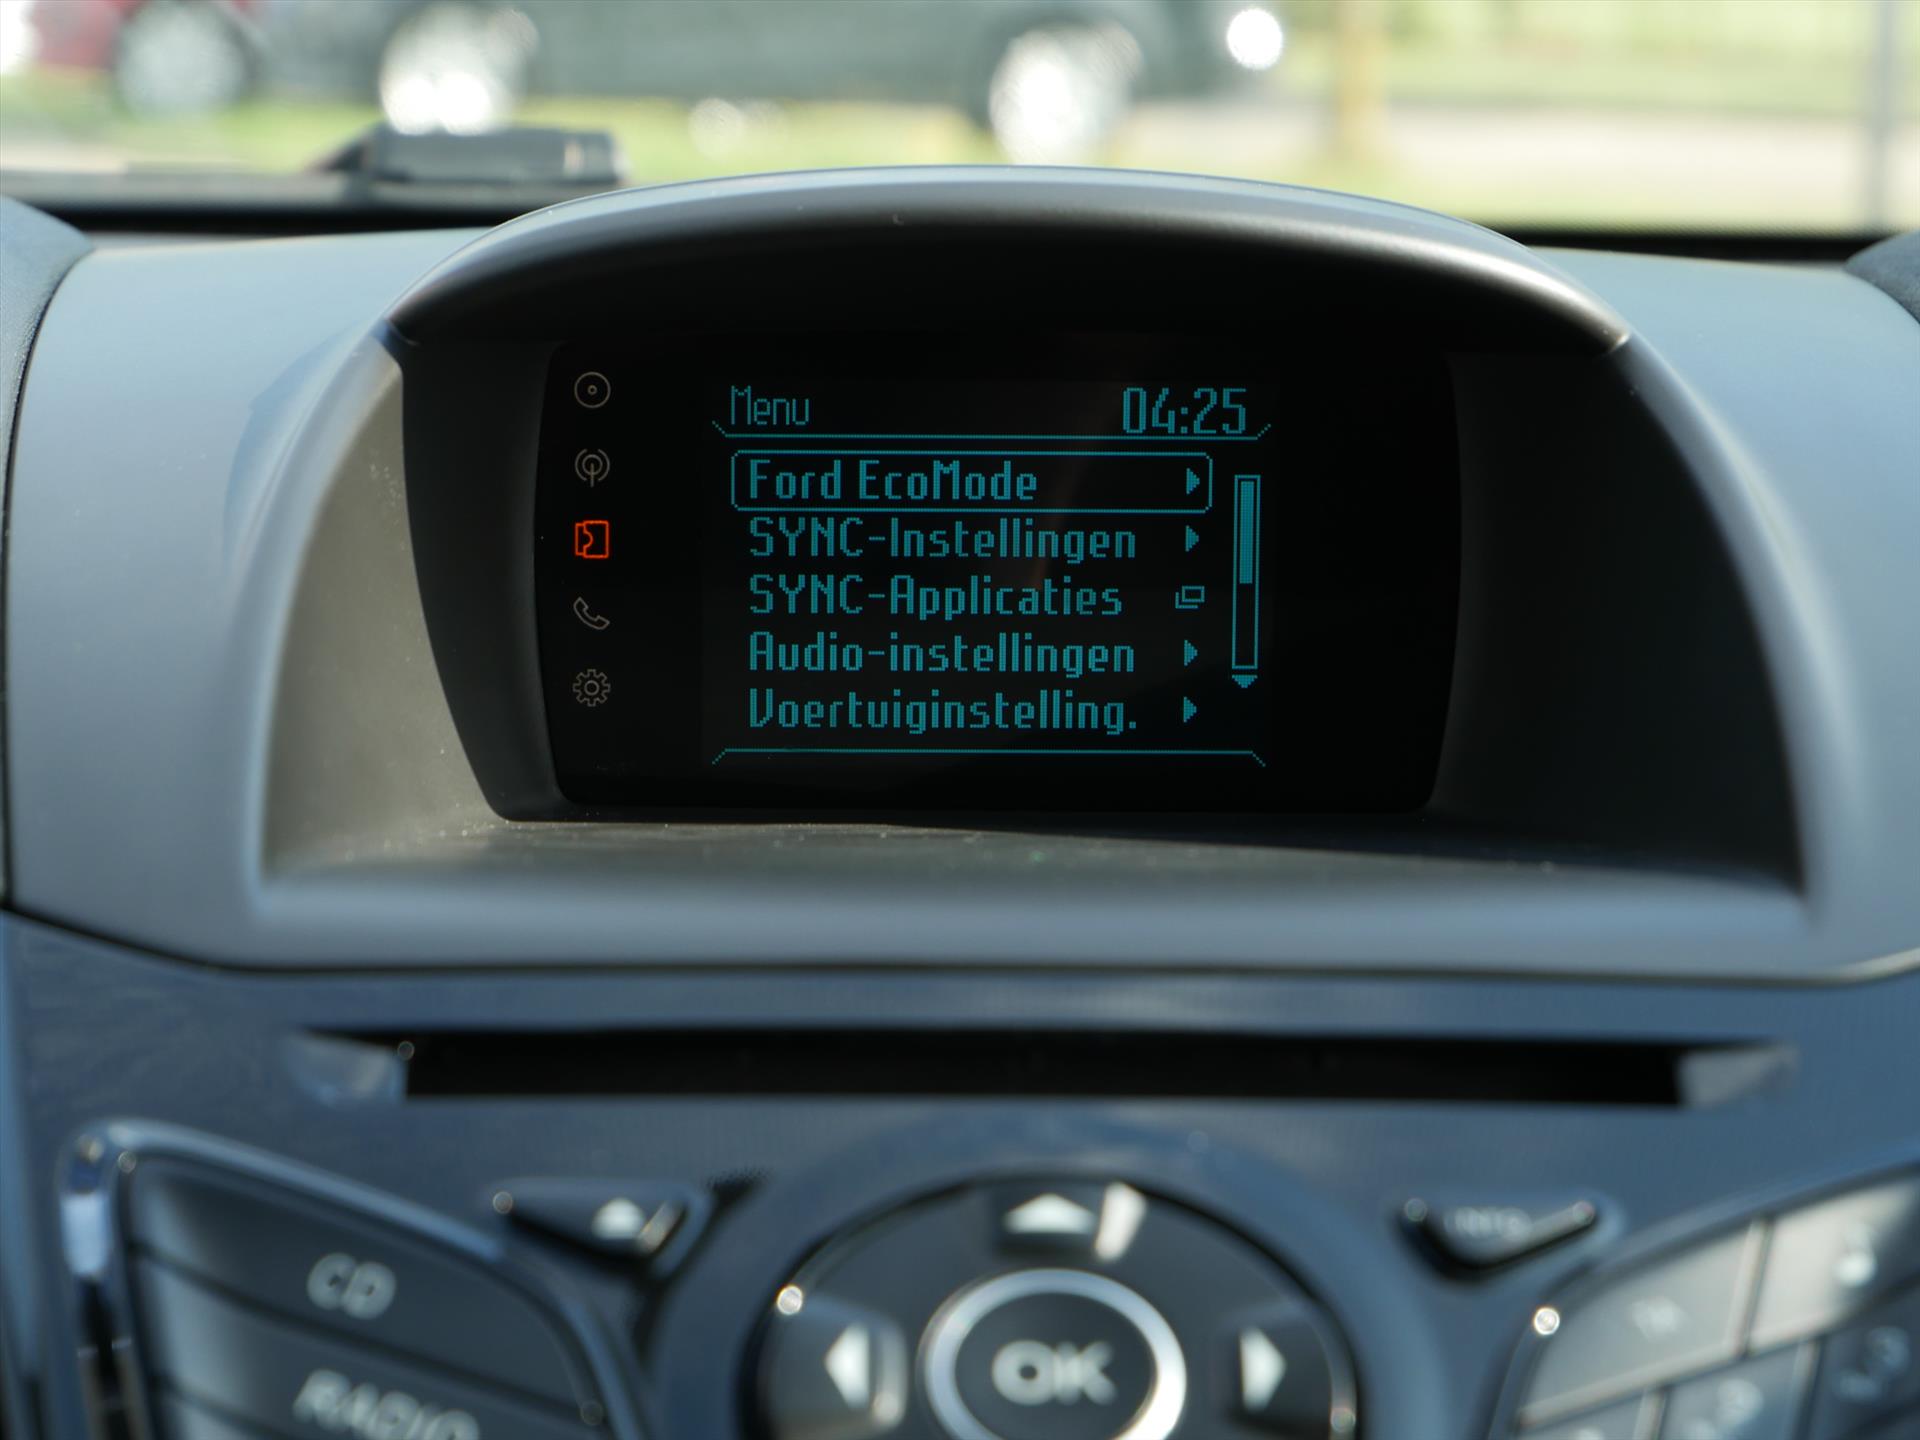 Menu 04:25
Ford EcoMode
SYNC-Instellingen
SYNC-Applicaties
Audio-instellingen
Voertuiginstelling.
CD
OK
RADIO